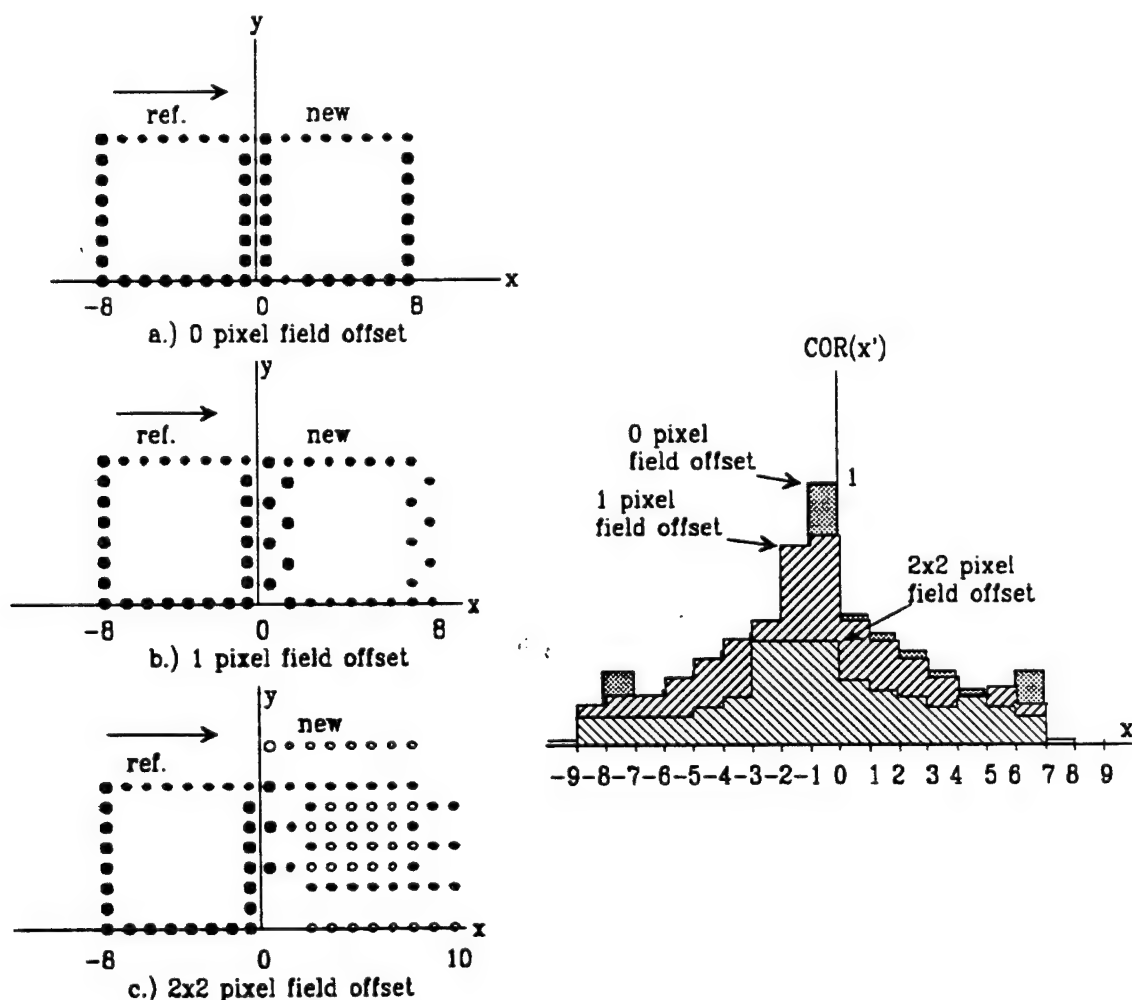 y
ref. new
x
-8 0 8
a.) 0 pixel field offset
y
ref. new
x
-8 0 8
b.) 1 pixel field offset
y
new
ref.
x
-8 0 10
c.) 2x2 pixel field offset
COR(x')
0 pixel
field offset
1
1 pixel
field offset
2x2 pixel
field offset
x
-9-8-7-6-5-4-3-2-1 0 1 2 3 4 5 6 7 8 9